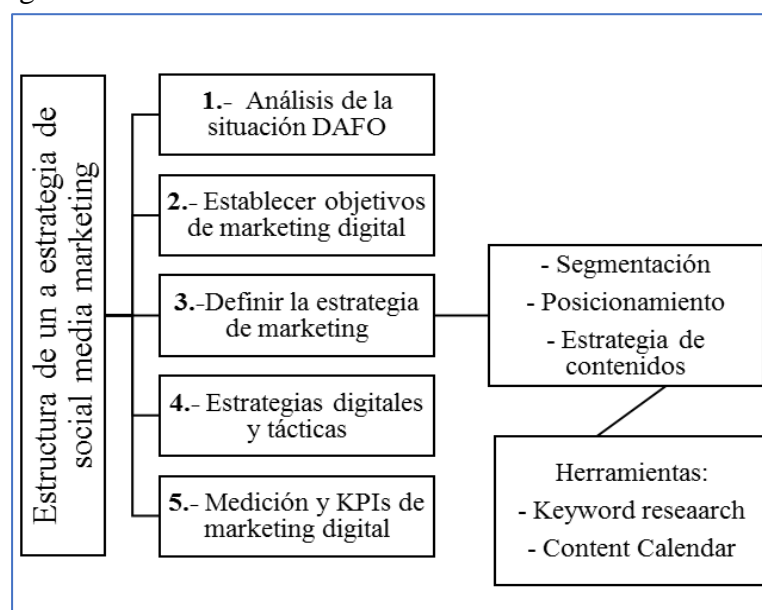 Estructura de un a estrategia de
social media marketing
1.- Análisis de la
situación DAFO
2.- Establecer objetivos
de marketing digital
3.-Definir la estrategia
de marketing
4.- Estrategias digitales
y tácticas
5.- Medición y KPIs de
marketing digital
- Segmentación
- Posicionamiento
- Estrategia de
contenidos
Herramientas:
- Keyword reseaarch
- Content Calendar